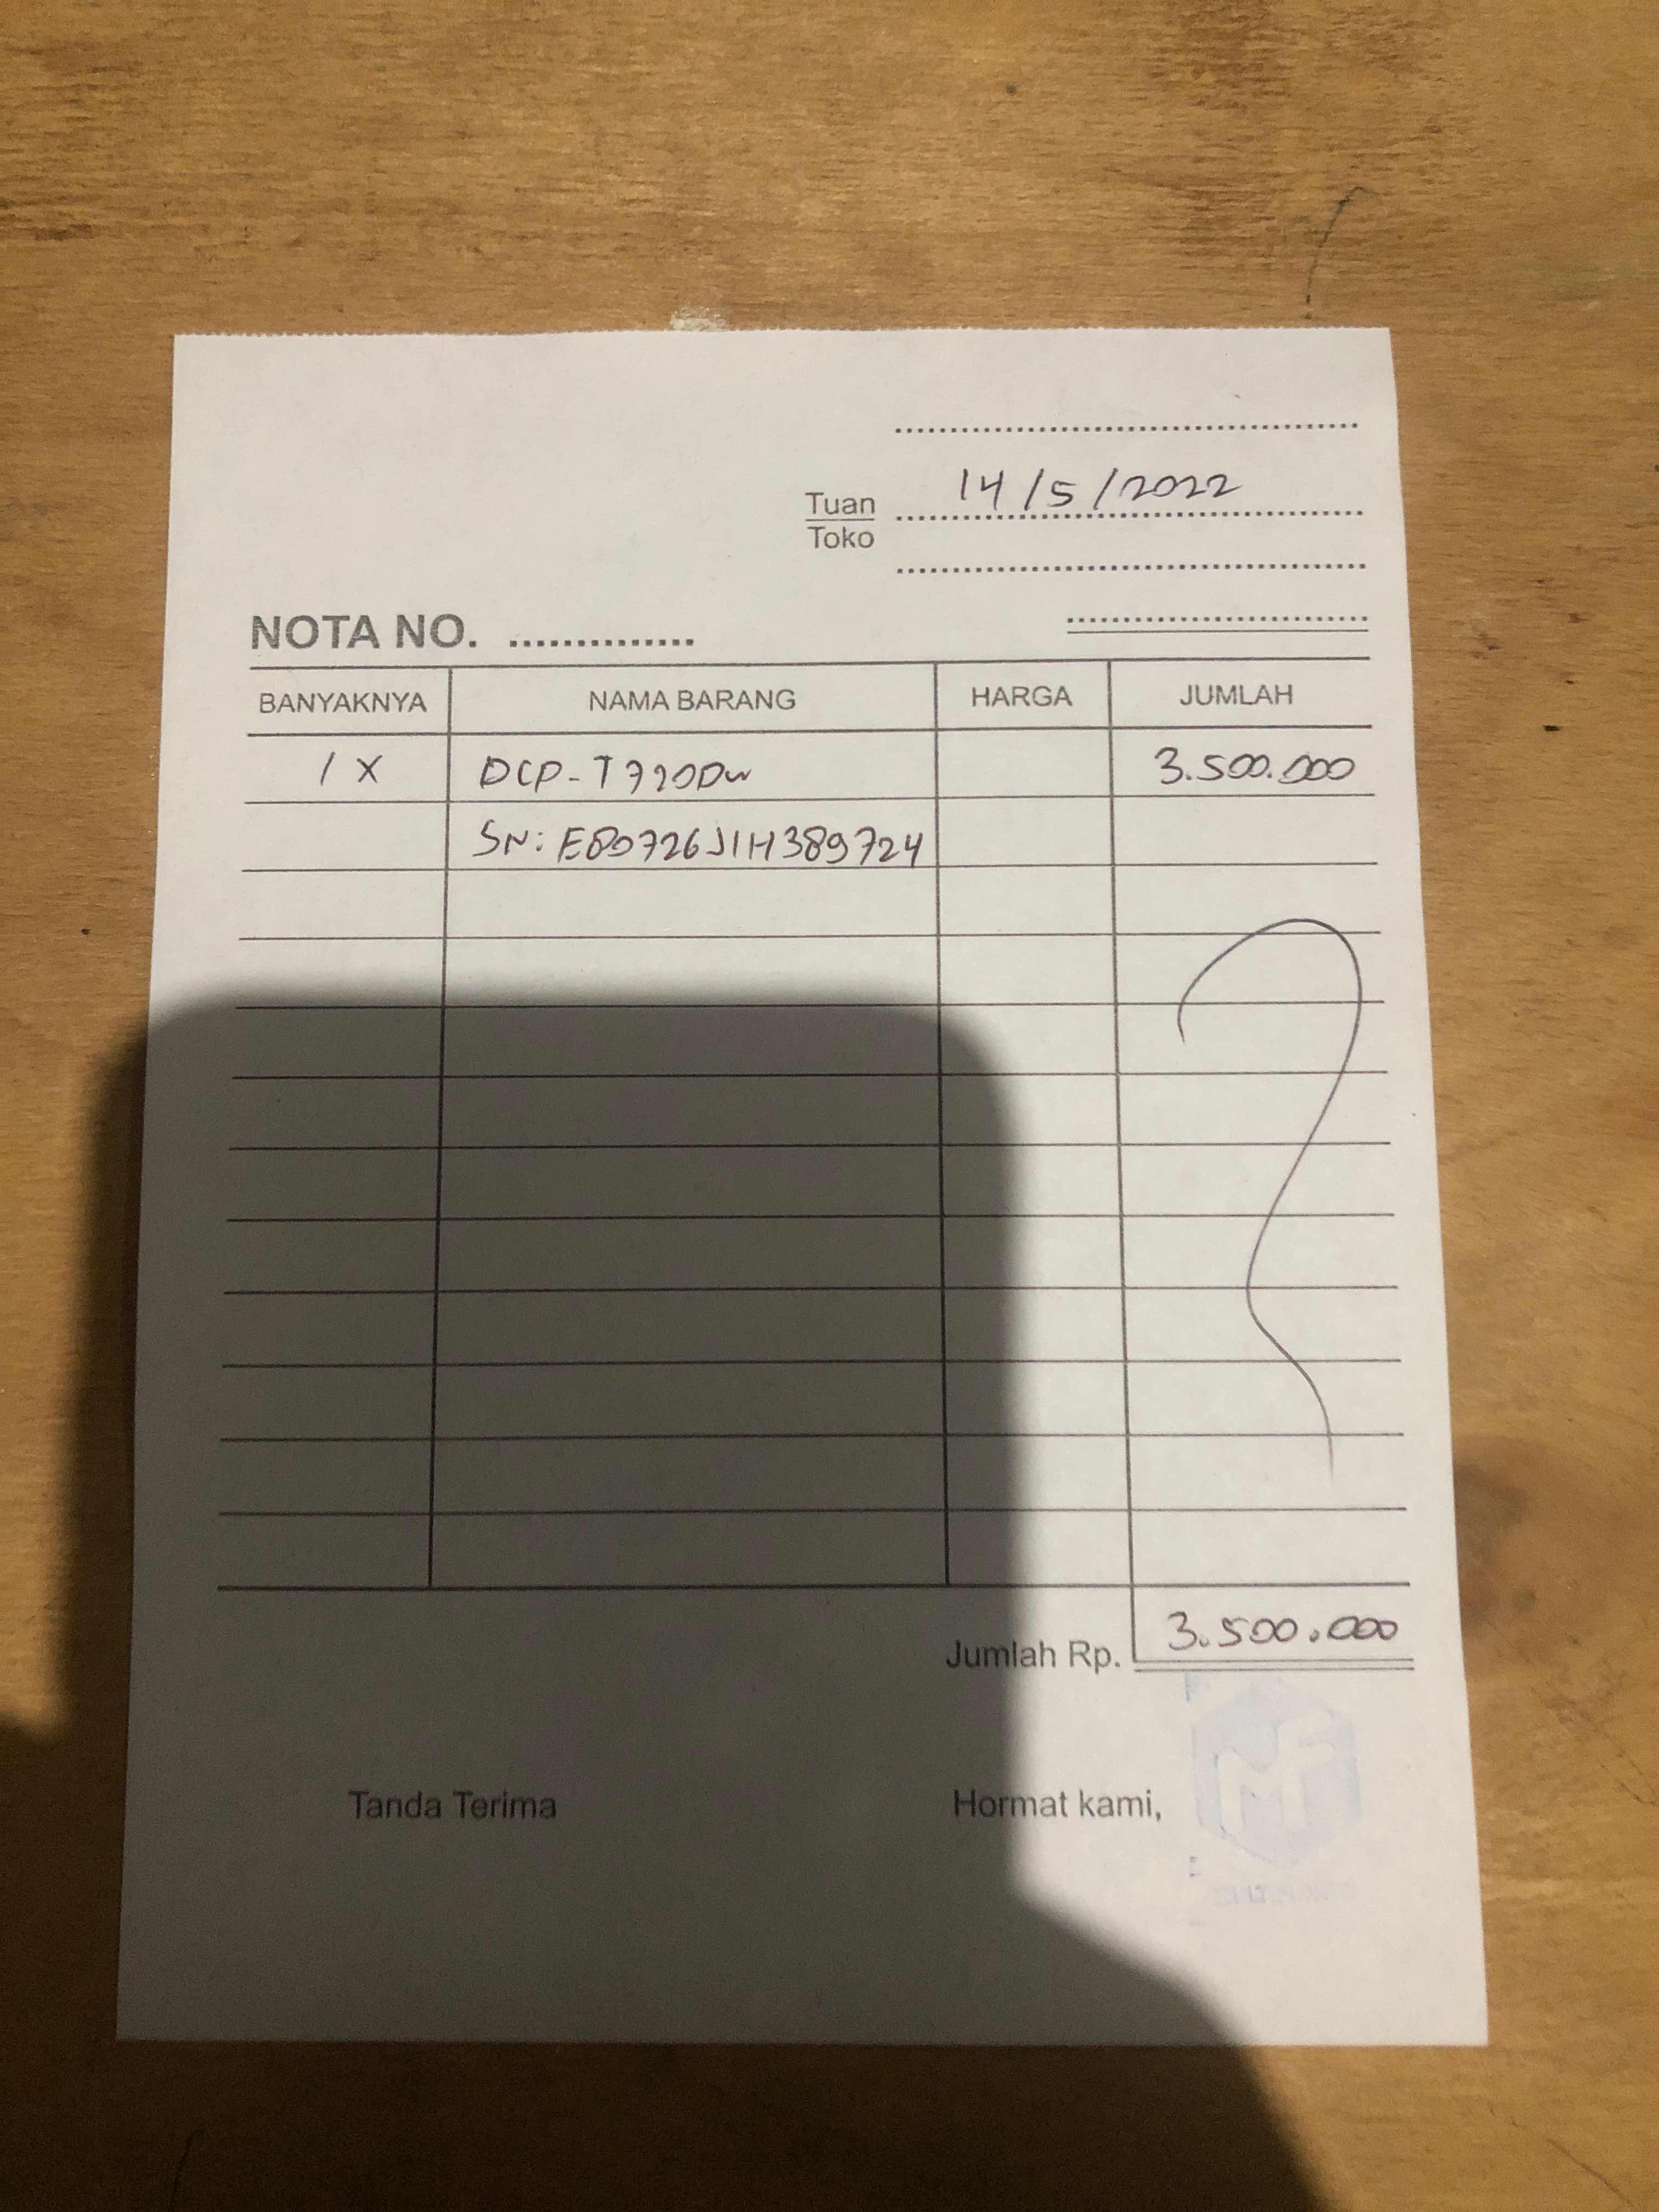 14/5/2022
Tuan
Toko
NOTA NO. ..............
BANYAKNYA NAMA BARANG HARGA JUMLAH
1 X DCP-T720DW 3.500.000
SN: E80726J1H389724
Jumlah Rp. 3.500.000
Tanda Terima Hormat kami,
FM